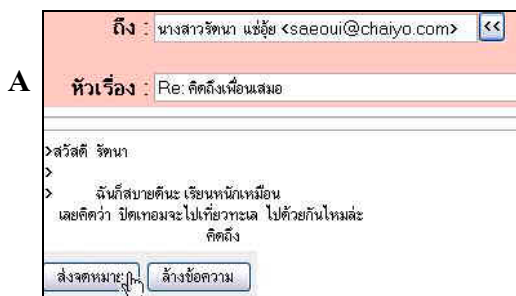 ถึง : นางสาวรัตนา แซ่อุ้ย <saeoui@chaiyo.com> <<
A
หัวเรื่อง : Re: คิดถึงเพื่อนเสมอ
>สวัสดี รัตนา
>
> ฉันก็สบายดีนะ เรียนหนักเหมือน
เลยคิดว่า ปิดเทอมจะไปเที่ยวทะเล ไปด้วยกันไหมล่ะ
คิดถึง
ส่งจดหมาย ล้างข้อความ